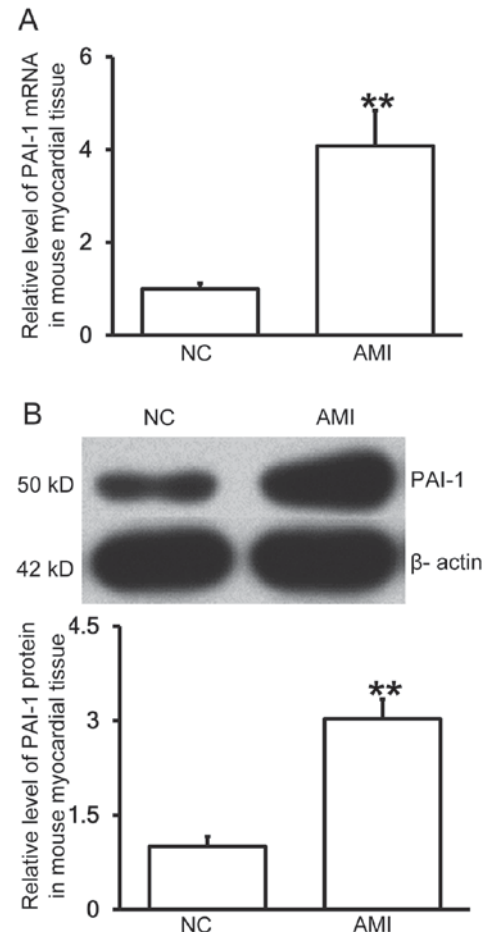 A
Relative level of PAI-1 mRNA
in mouse myocardial tissue
6
4
2
0
**
NC AMI
B
NC AMI
50 kD PAI-1
42 kD β- actin
Relative level of PAI-1 protein
in mouse myocardial tissue
4.5
3
1.5
0
**
NC AMI